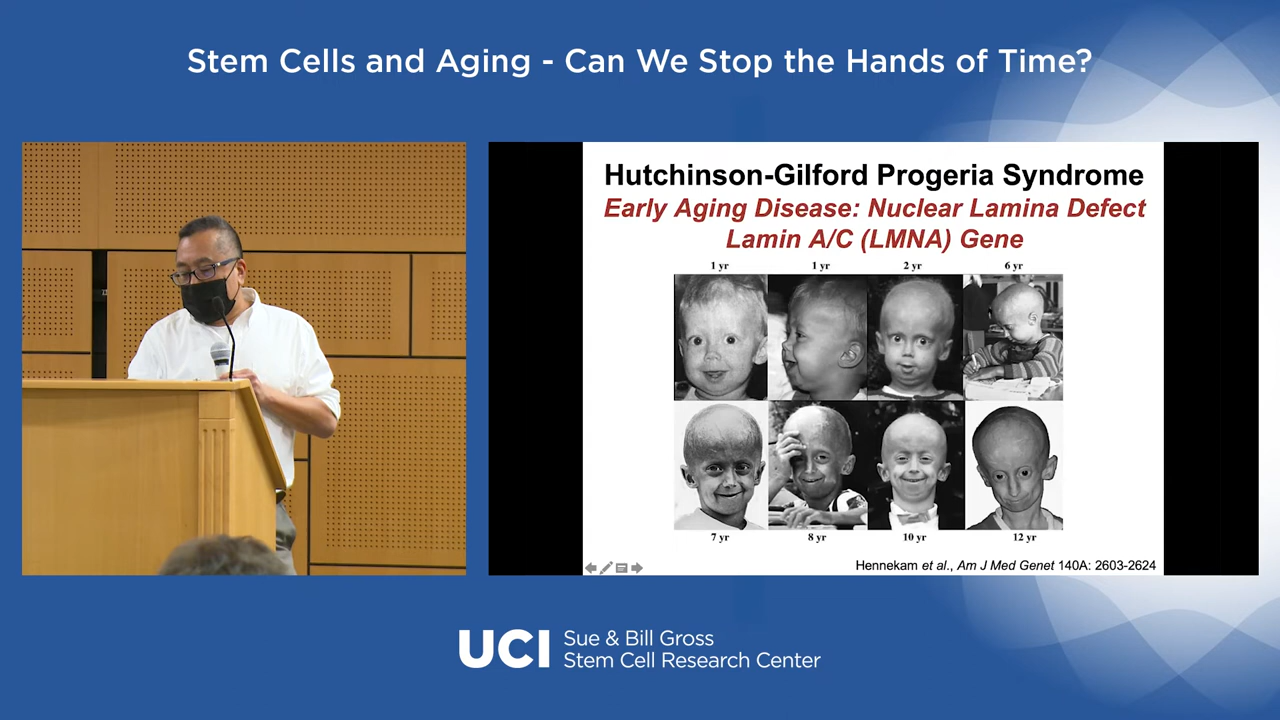 Stem Cells and Aging - Can We Stop the Hands of Time?
Hutchinson-Gilford Progeria Syndrome
Early Aging Disease: Nuclear Lamina Defect
Lamin A/C (LMNA) Gene
1 yr 1 yr 2 yr 6 yr
7 yr 8 yr 10 yr 12 yr
Hennekam et al., Am J Med Genet 140A: 2603-2624
UCI Sue & Bill Gross
Stem Cell Research Center